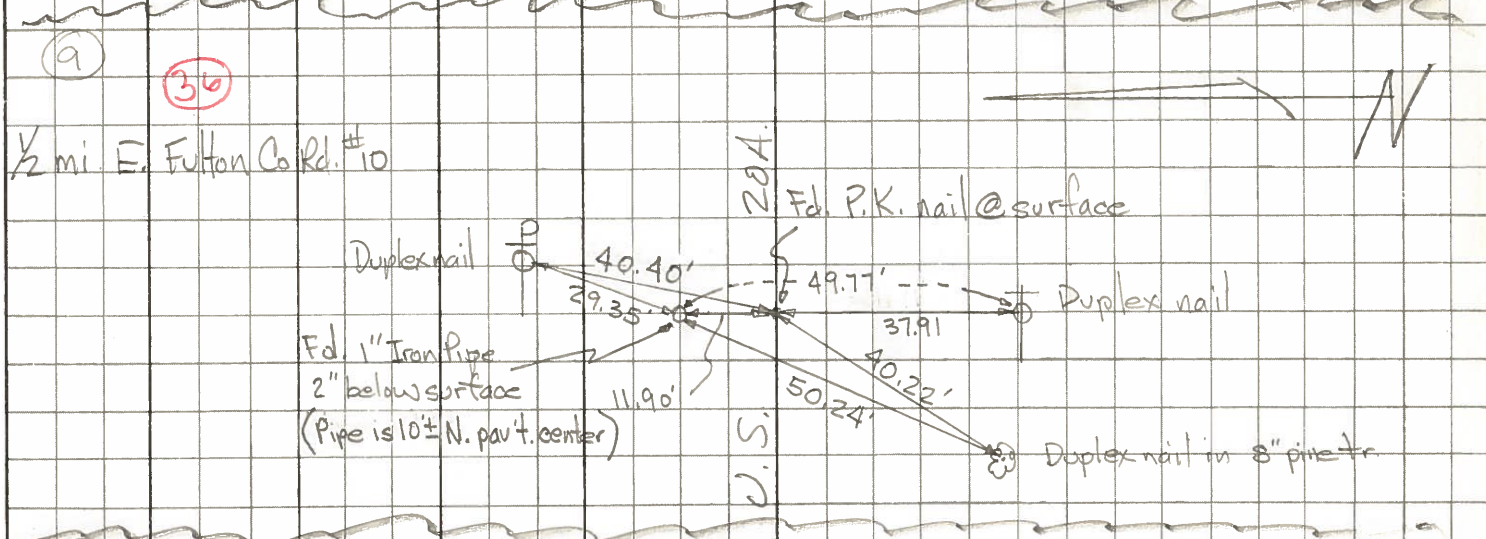 9
36
N
1/2 mi. E. Fulton Co Rd. #10
U.S. 20A.
Fd. P.K. nail @ surface
Duplex nail
P
40.40'
29.35'
49.77'
37.91
Duplex nail
Fd. 1" Iron Pipe
2" below surface
(Pipe is 10'± N. pav't. center)
11.90'
40.22'
50.24'
Duplex nail in 8" pine tr.